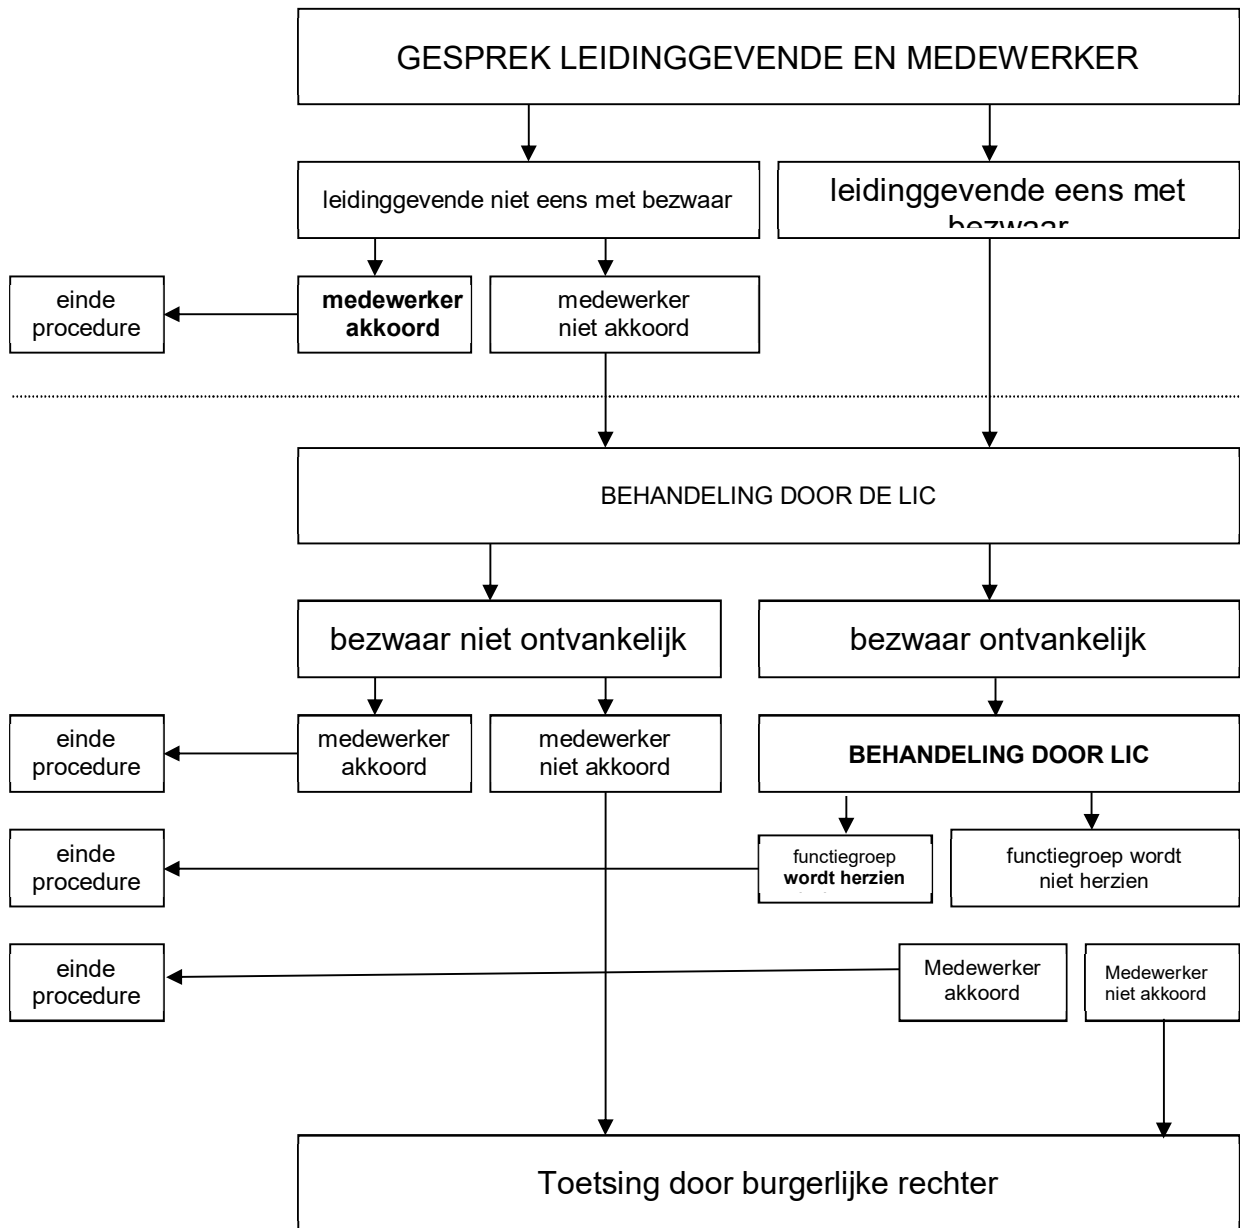 GESPREK LEIDINGGEVENDE EN MEDEWERKER
leidinggevende niet eens met bezwaar
leidinggevende eens met
bezwaar
einde
procedure
medewerker
akkoord
medewerker
niet akkoord
BEHANDELING DOOR DE LIC
bezwaar niet ontvankelijk
bezwaar ontvankelijk
einde
procedure
medewerker
akkoord
medewerker
niet akkoord
BEHANDELING DOOR LIC
einde
procedure
functiegroep
wordt herzien
functiegroep wordt
niet herzien
einde
procedure
Medewerker
akkoord
Medewerker
niet akkoord
Toetsing door burgerlijke rechter